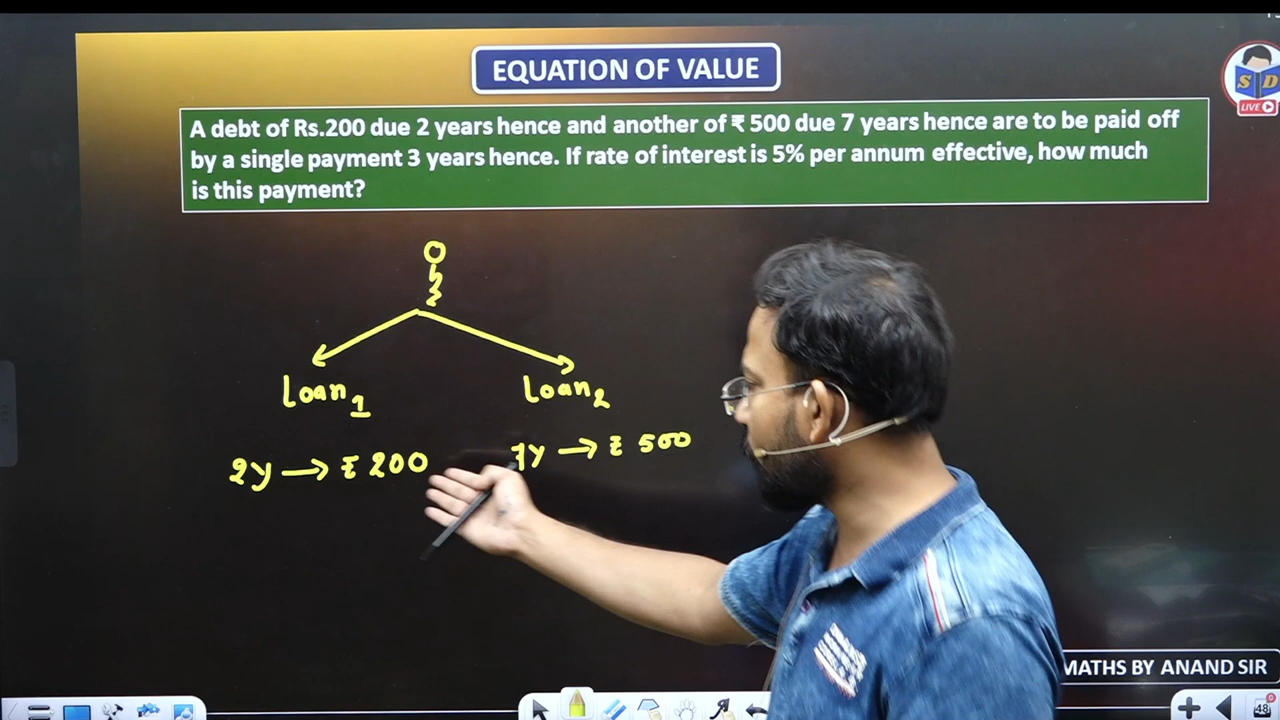 EQUATION OF VALUE
S D
LIVE
A debt of Rs.200 due 2 years hence and another of ₹ 500 due 7 years hence are to be paid off
by a single payment 3 years hence. If rate of interest is 5% per annum effective, how much
is this payment?
Loan1
Loan2
2y → ₹ 200
7y → ₹ 500
MATHS BY ANAND SIR
48